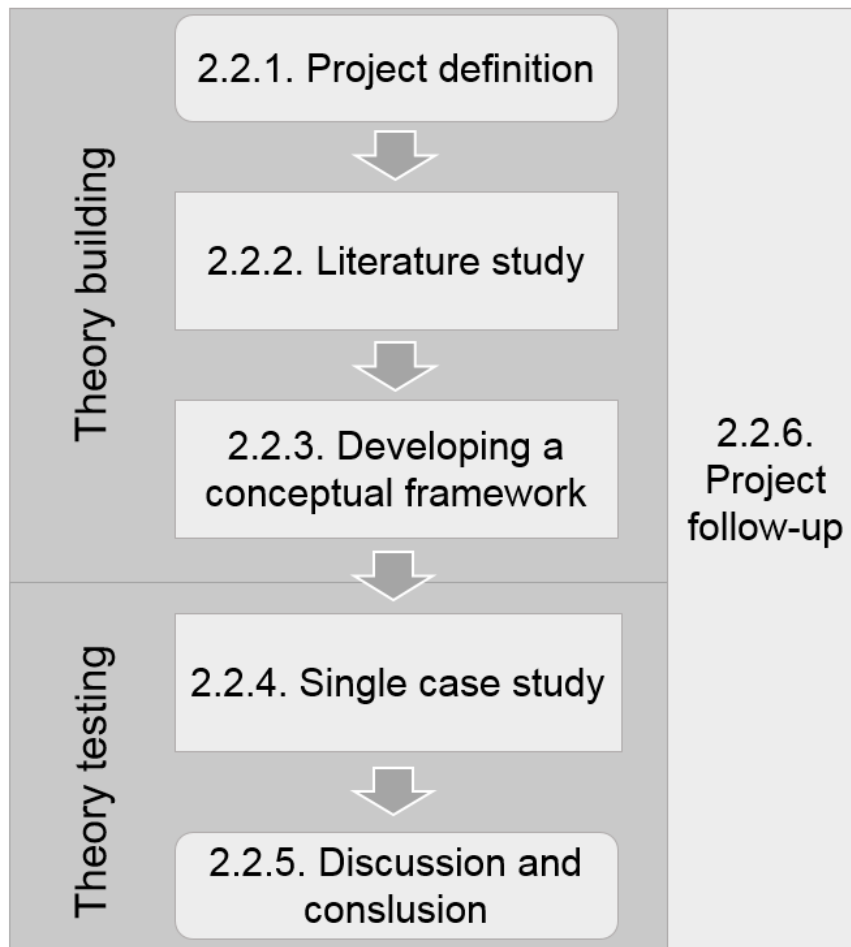 Theory building
2.2.1. Project definition
2.2.2. Literature study
2.2.3. Developing a
conceptual framework
Theory testing
2.2.4. Single case study
2.2.5. Discussion and
conslusion
2.2.6.
Project
follow-up